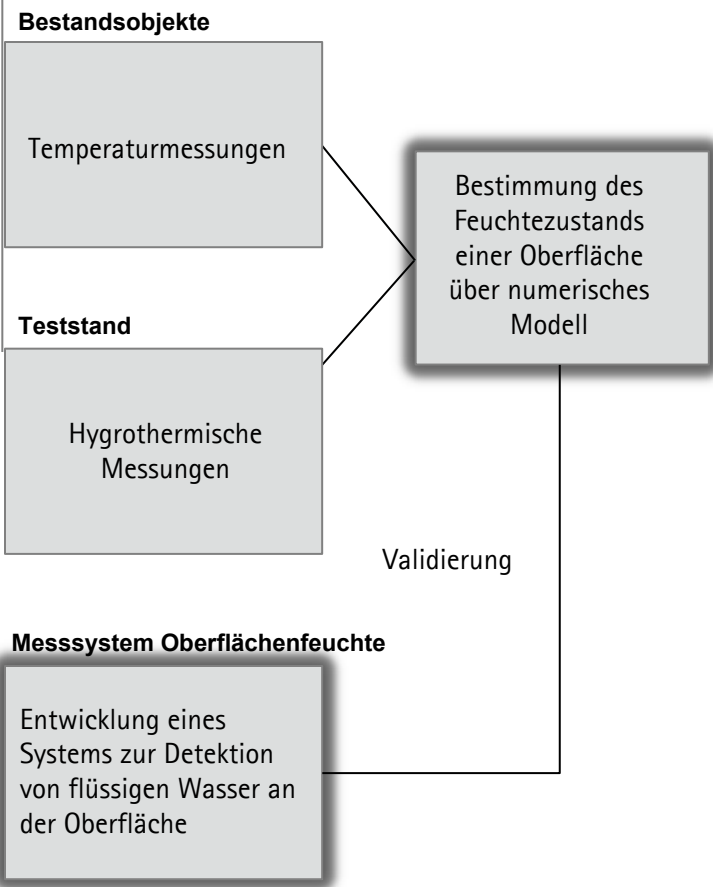 Bestandsobjekte
Temperaturmessungen
Bestimmung des
Feuchtezustands
einer Oberfläche
über numerisches
Modell
Teststand
Hygrothermische
Messungen
Validierung
Messsystem Oberflächenfeuchte
Entwicklung eines
Systems zur Detektion
von flüssigen Wasser an
der Oberfläche